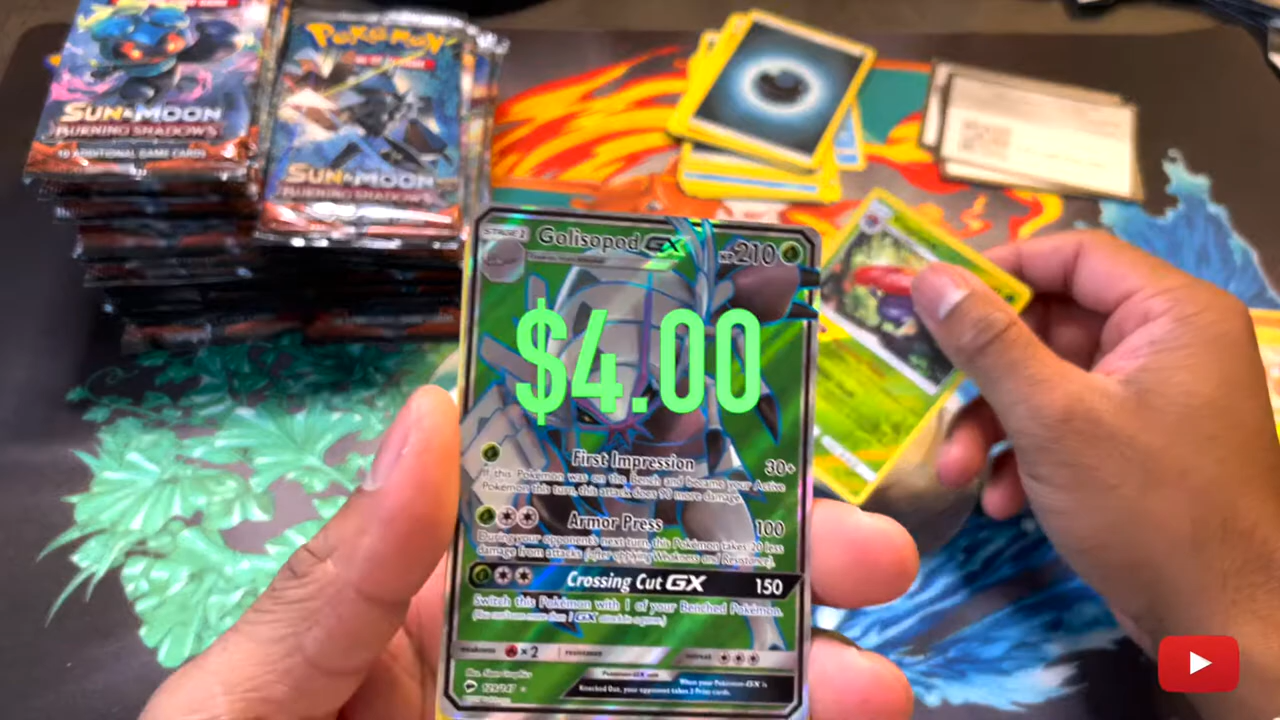 SUN & MOON
BURNING SHADOWS
10 ADDITIONAL GAME CARDS
POKéMON
SUN & MOON
BURNING SHADOWS
STAGE 1
Golisopod GX
HP 210
$4.00
First Impression 30+
If this Pokémon was on the Bench and became your Active
Pokémon this turn, this attack does 90 more damage.
Armor Press 100
During your opponent's next turn, this Pokémon takes 20 less
damage from attacks (after applying Weakness and Resistance).
Crossing Cut GX 150
Switch this Pokémon with 1 of your Benched Pokémon.
(You can't use more than 1 GX attack in a game.)
weakness ×2 resistance retreat
Pokémon-GX rule
When your Pokémon-GX is
Knocked Out, your opponent takes 2 Prize cards.